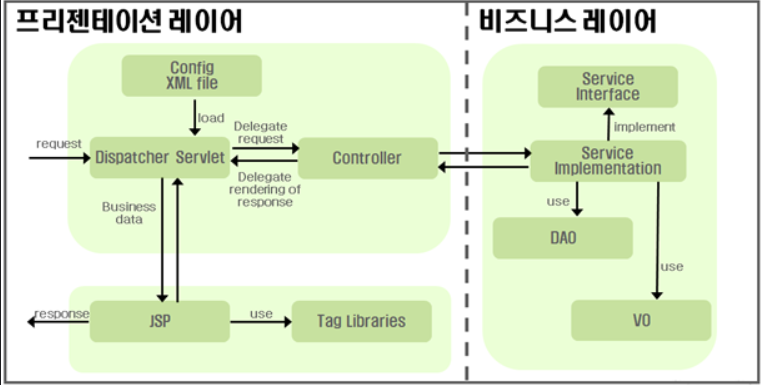 프리젠테이션 레이어
비즈니스 레이어
Config
XML file
load
request
Dispatcher Servlet
Delegate
request
Controller
Delegate
rendering of
response
Business
data
response
JSP
use
Tag Libraries
Service
Interface
implement
Service
Implementation
use
DAO
use
VO